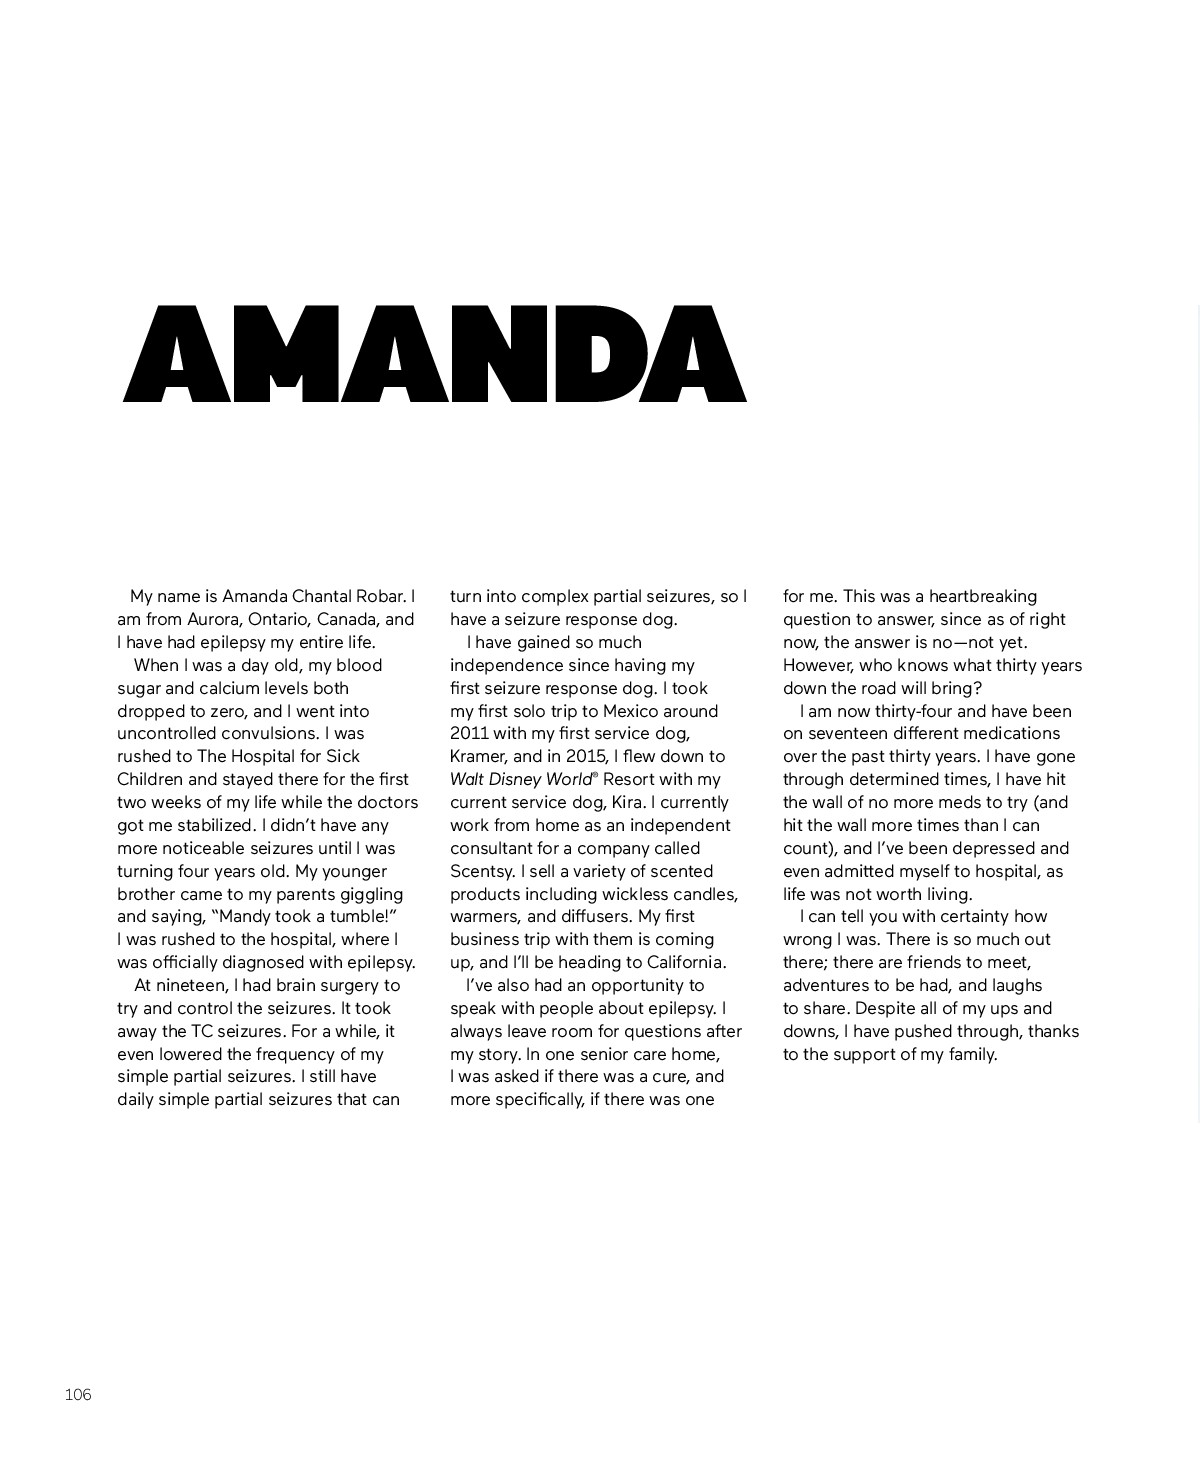 AMANDA
My name is Amanda Chantal Robar. I
am from Aurora, Ontario, Canada, and
I have had epilepsy my entire life.
When I was a day old, my blood
sugar and calcium levels both
dropped to zero, and I went into
uncontrolled convulsions. I was
rushed to The Hospital for Sick
Children and stayed there for the first
two weeks of my life while the doctors
got me stabilized. I didn’t have any
more noticeable seizures until I was
turning four years old. My younger
brother came to my parents giggling
and saying, “Mandy took a tumble!”
I was rushed to the hospital, where I
was officially diagnosed with epilepsy.
At nineteen, I had brain surgery to
try and control the seizures. It took
away the TC seizures. For a while, it
even lowered the frequency of my
simple partial seizures. I still have
daily simple partial seizures that can
turn into complex partial seizures, so I
have a seizure response dog.
I have gained so much
independence since having my
first seizure response dog. I took
my first solo trip to Mexico around
2011 with my first service dog,
Kramer, and in 2015, I flew down to
Walt Disney World® Resort with my
current service dog, Kira. I currently
work from home as an independent
consultant for a company called
Scentsy. I sell a variety of scented
products including wickless candles,
warmers, and diffusers. My first
business trip with them is coming
up, and I’ll be heading to California.
I’ve also had an opportunity to
speak with people about epilepsy. I
always leave room for questions after
my story. In one senior care home,
I was asked if there was a cure, and
more specifically, if there was one
for me. This was a heartbreaking
question to answer, since as of right
now, the answer is no—not yet.
However, who knows what thirty years
down the road will bring?
I am now thirty-four and have been
on seventeen different medications
over the past thirty years. I have gone
through determined times, I have hit
the wall of no more meds to try (and
hit the wall more times than I can
count), and I’ve been depressed and
even admitted myself to hospital, as
life was not worth living.
I can tell you with certainty how
wrong I was. There is so much out
there; there are friends to meet,
adventures to be had, and laughs
to share. Despite all of my ups and
downs, I have pushed through, thanks
to the support of my family.
106